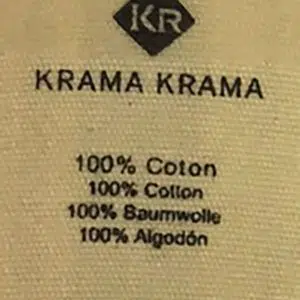 KR
KRAMA KRAMA
100% Coton
100% Cotton
100% Baumwolle
100% Algodón